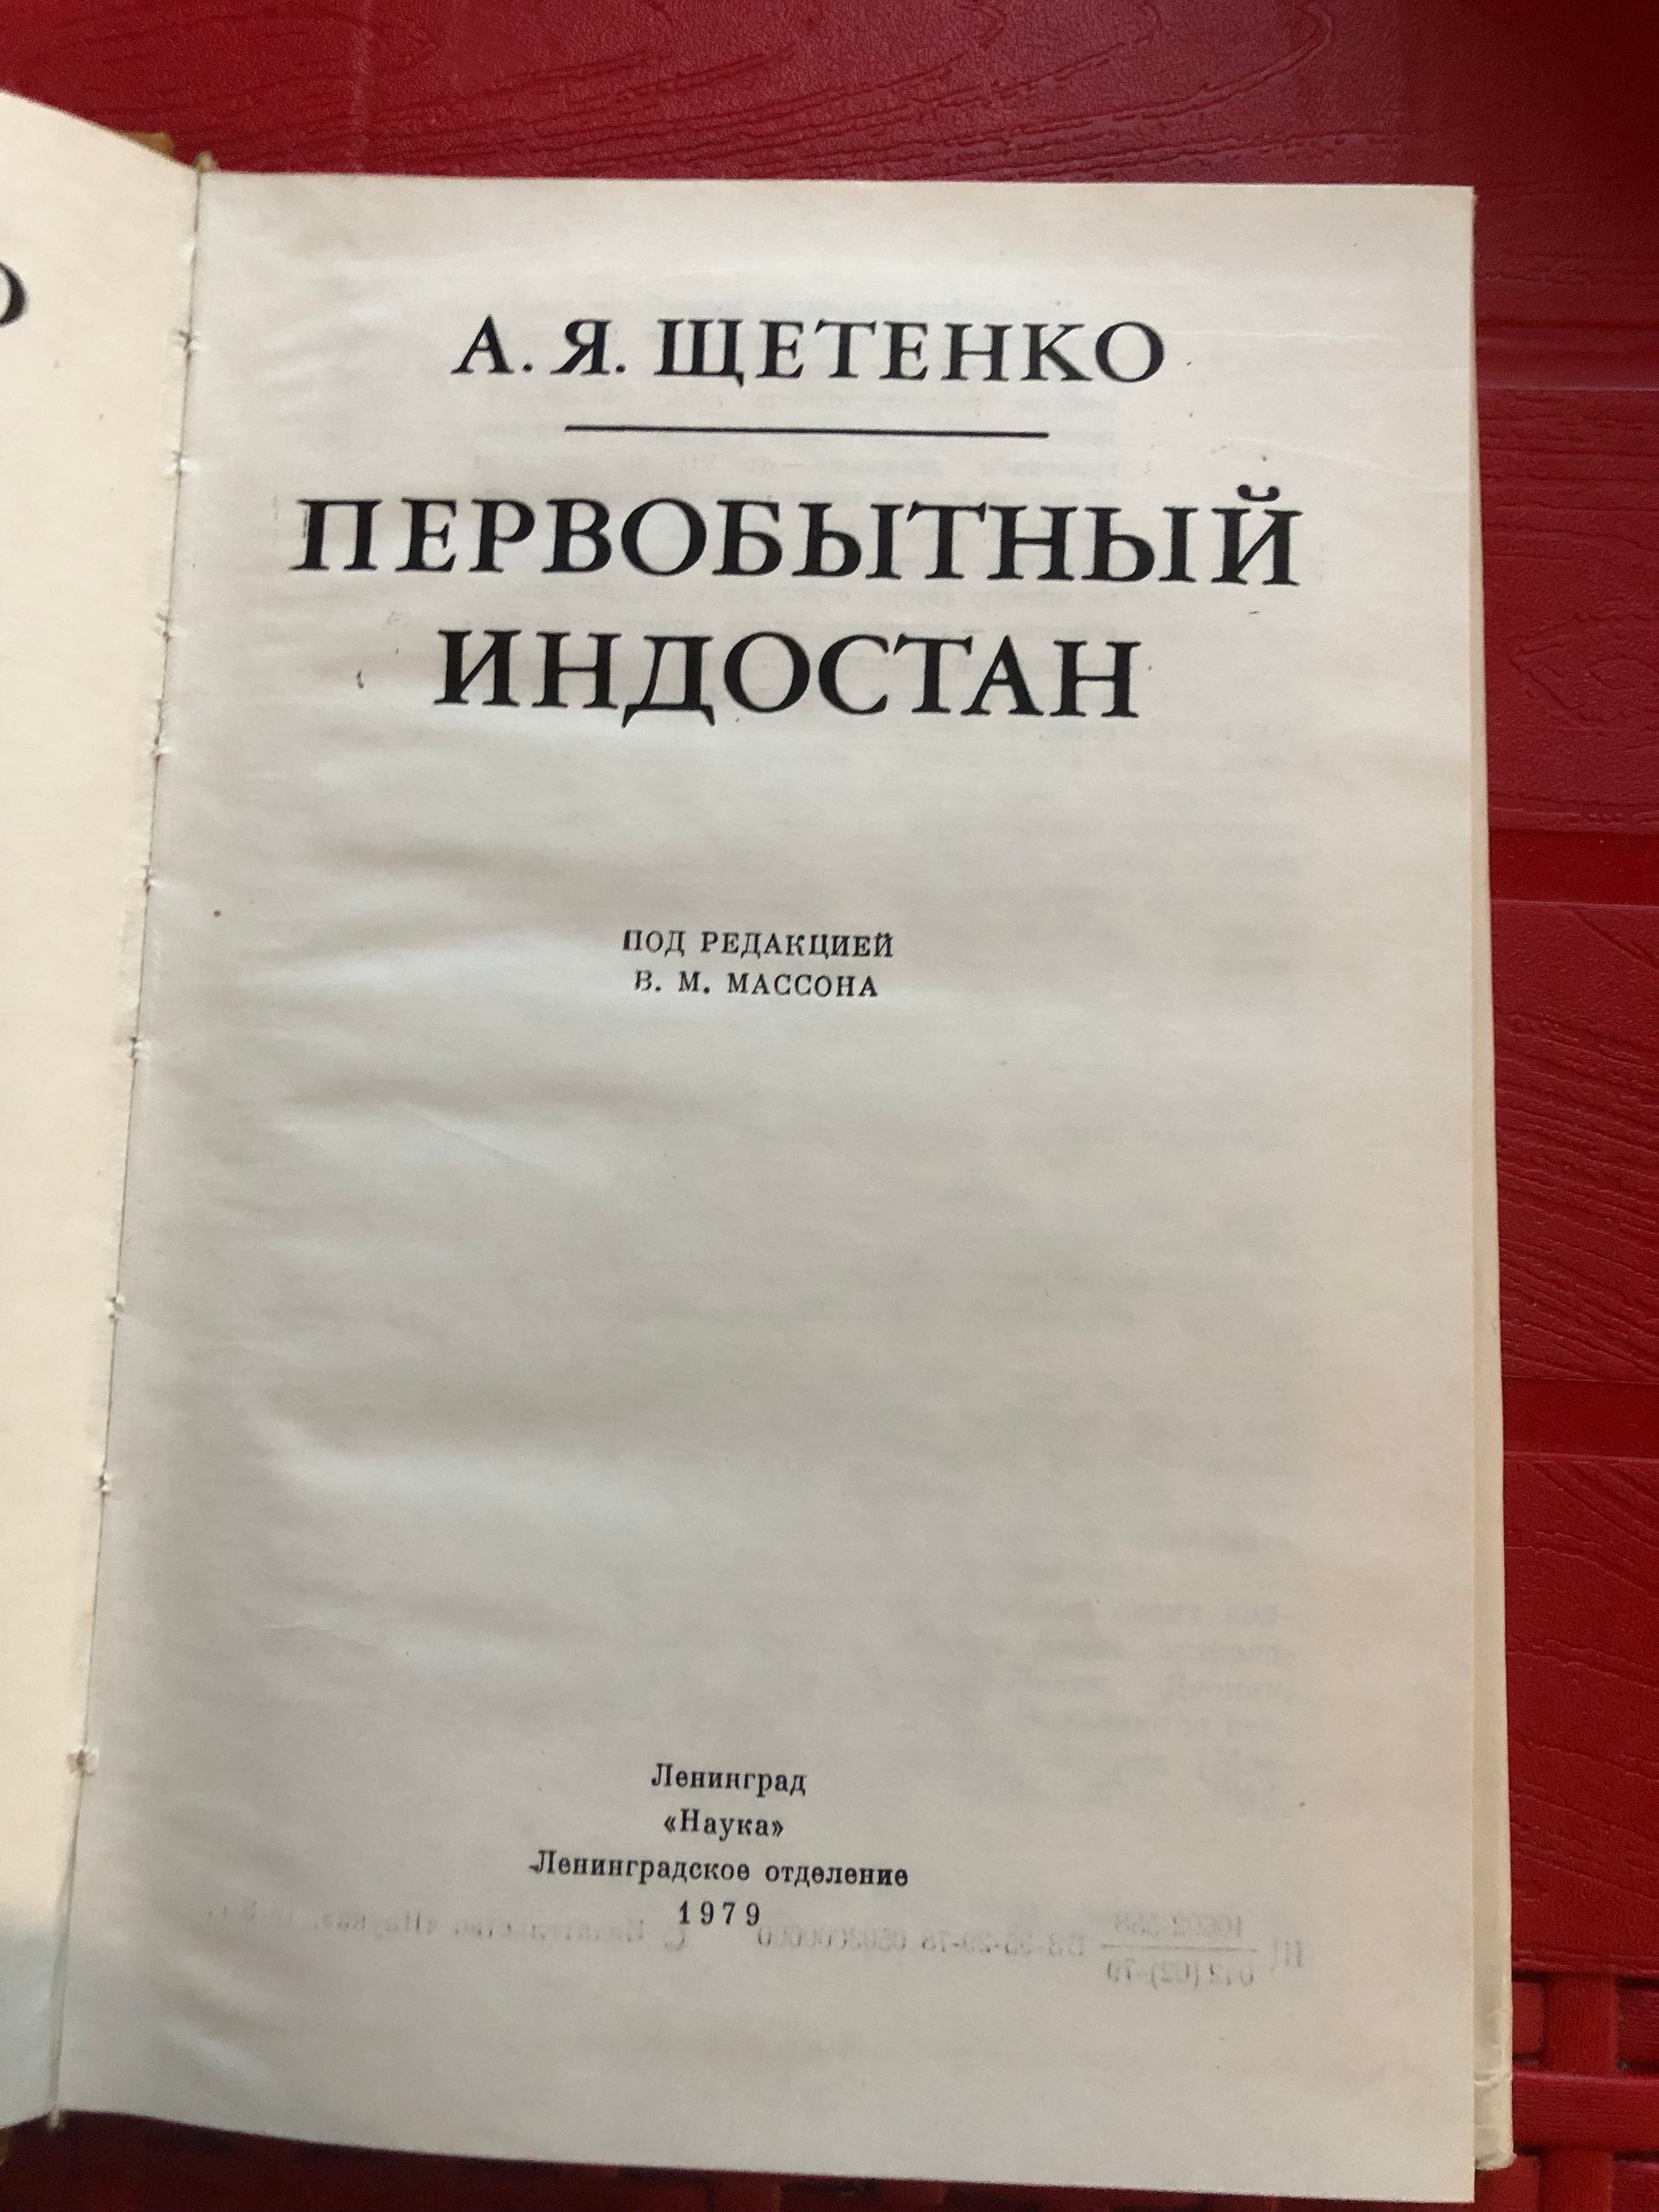 А. Я. ЩЕТЕНКО
ПЕРВОБЫТНЫЙ
ИНДОСТАН
ПОД РЕДАКЦИЕЙ
В. М. МАССОНА
Ленинград
«Наука»
Ленинградское отделение
1979